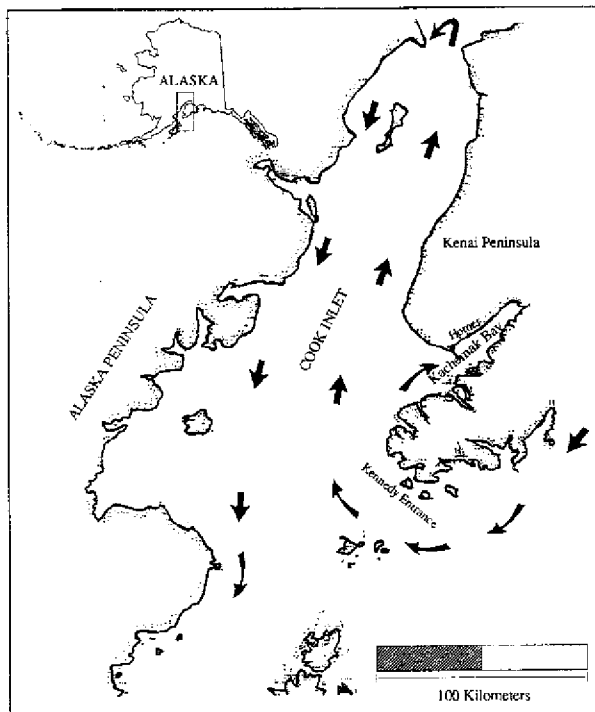 ALASKA
Kenai Peninsula
COOK INLET
ALASKA PENINSULA
Homer
Kachemak Bay
Kennedy Entrance
100 Kilometers